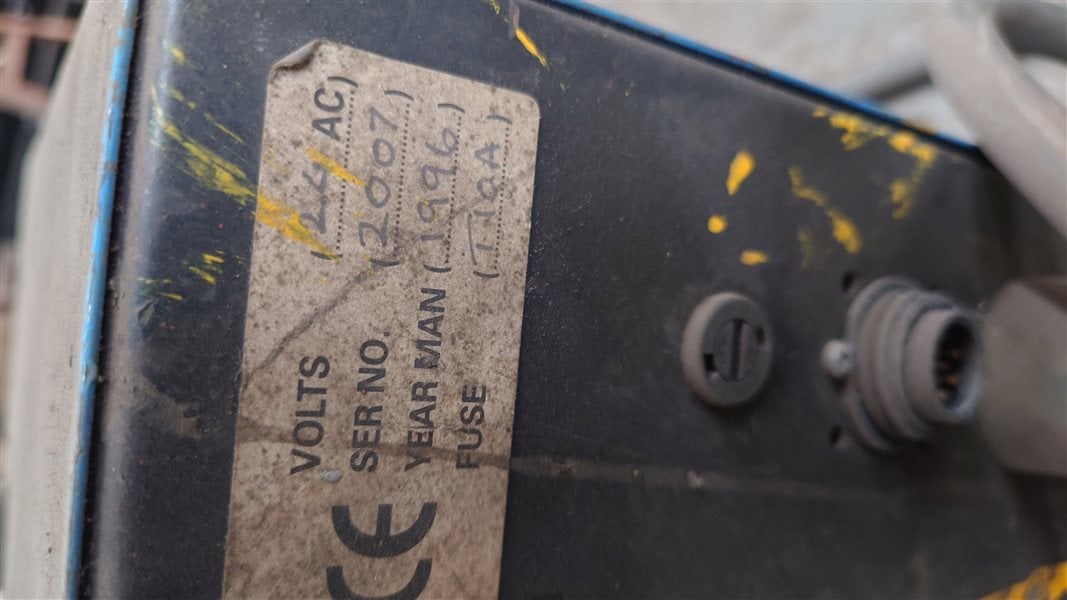 VOLTS (24 AC)
SER NO. (2007)
YEAR MAN (1996)
FUSE (T10A)
CE